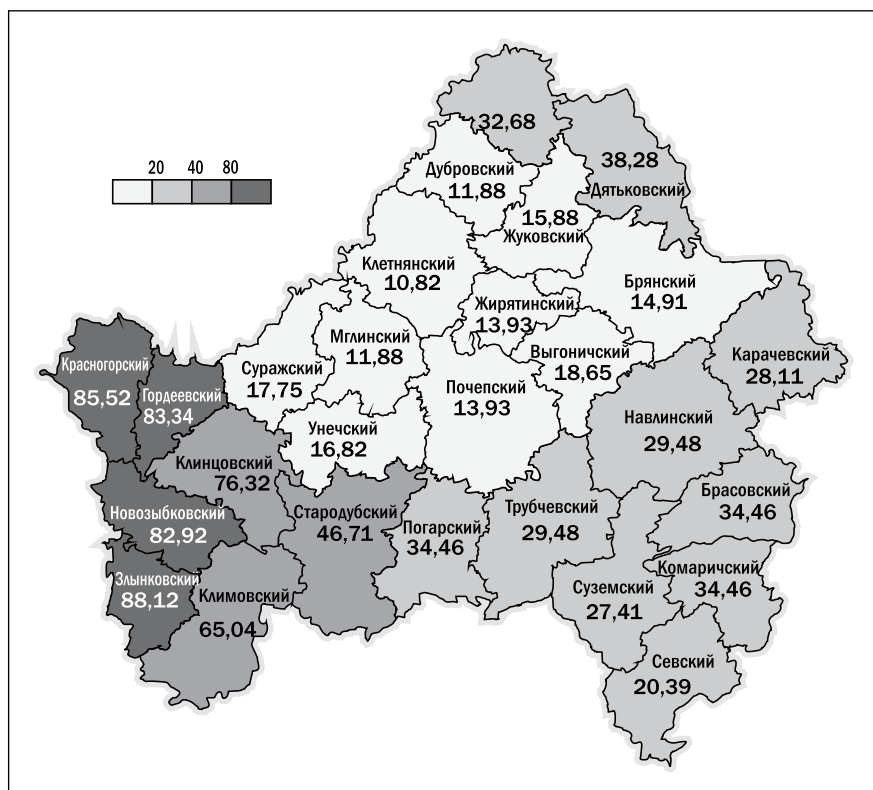 20 40 80
32,68
38,28
Дятьковский
Дубровский
11,88
15,88
Жуковский
Клетнянский
10,82
Брянский
14,91
Жирятинский
13,93
Мглинский
11,88
Выгоничский
18,65
Карачевский
28,11
Красногорский
85,52
Гордеевский
83,34
Суражский
17,75
Почепский
13,93
Унечский
16,82
Навлинский
29,48
Клинцовский
76,32
Новозыбковский
82,92
Стародубский
46,71
Погарский
34,46
Трубчевский
29,48
Брасовский
34,46
Злынковский
88,12
Климовский
65,04
Суземский
27,41
Комаричский
34,46
Севский
20,39